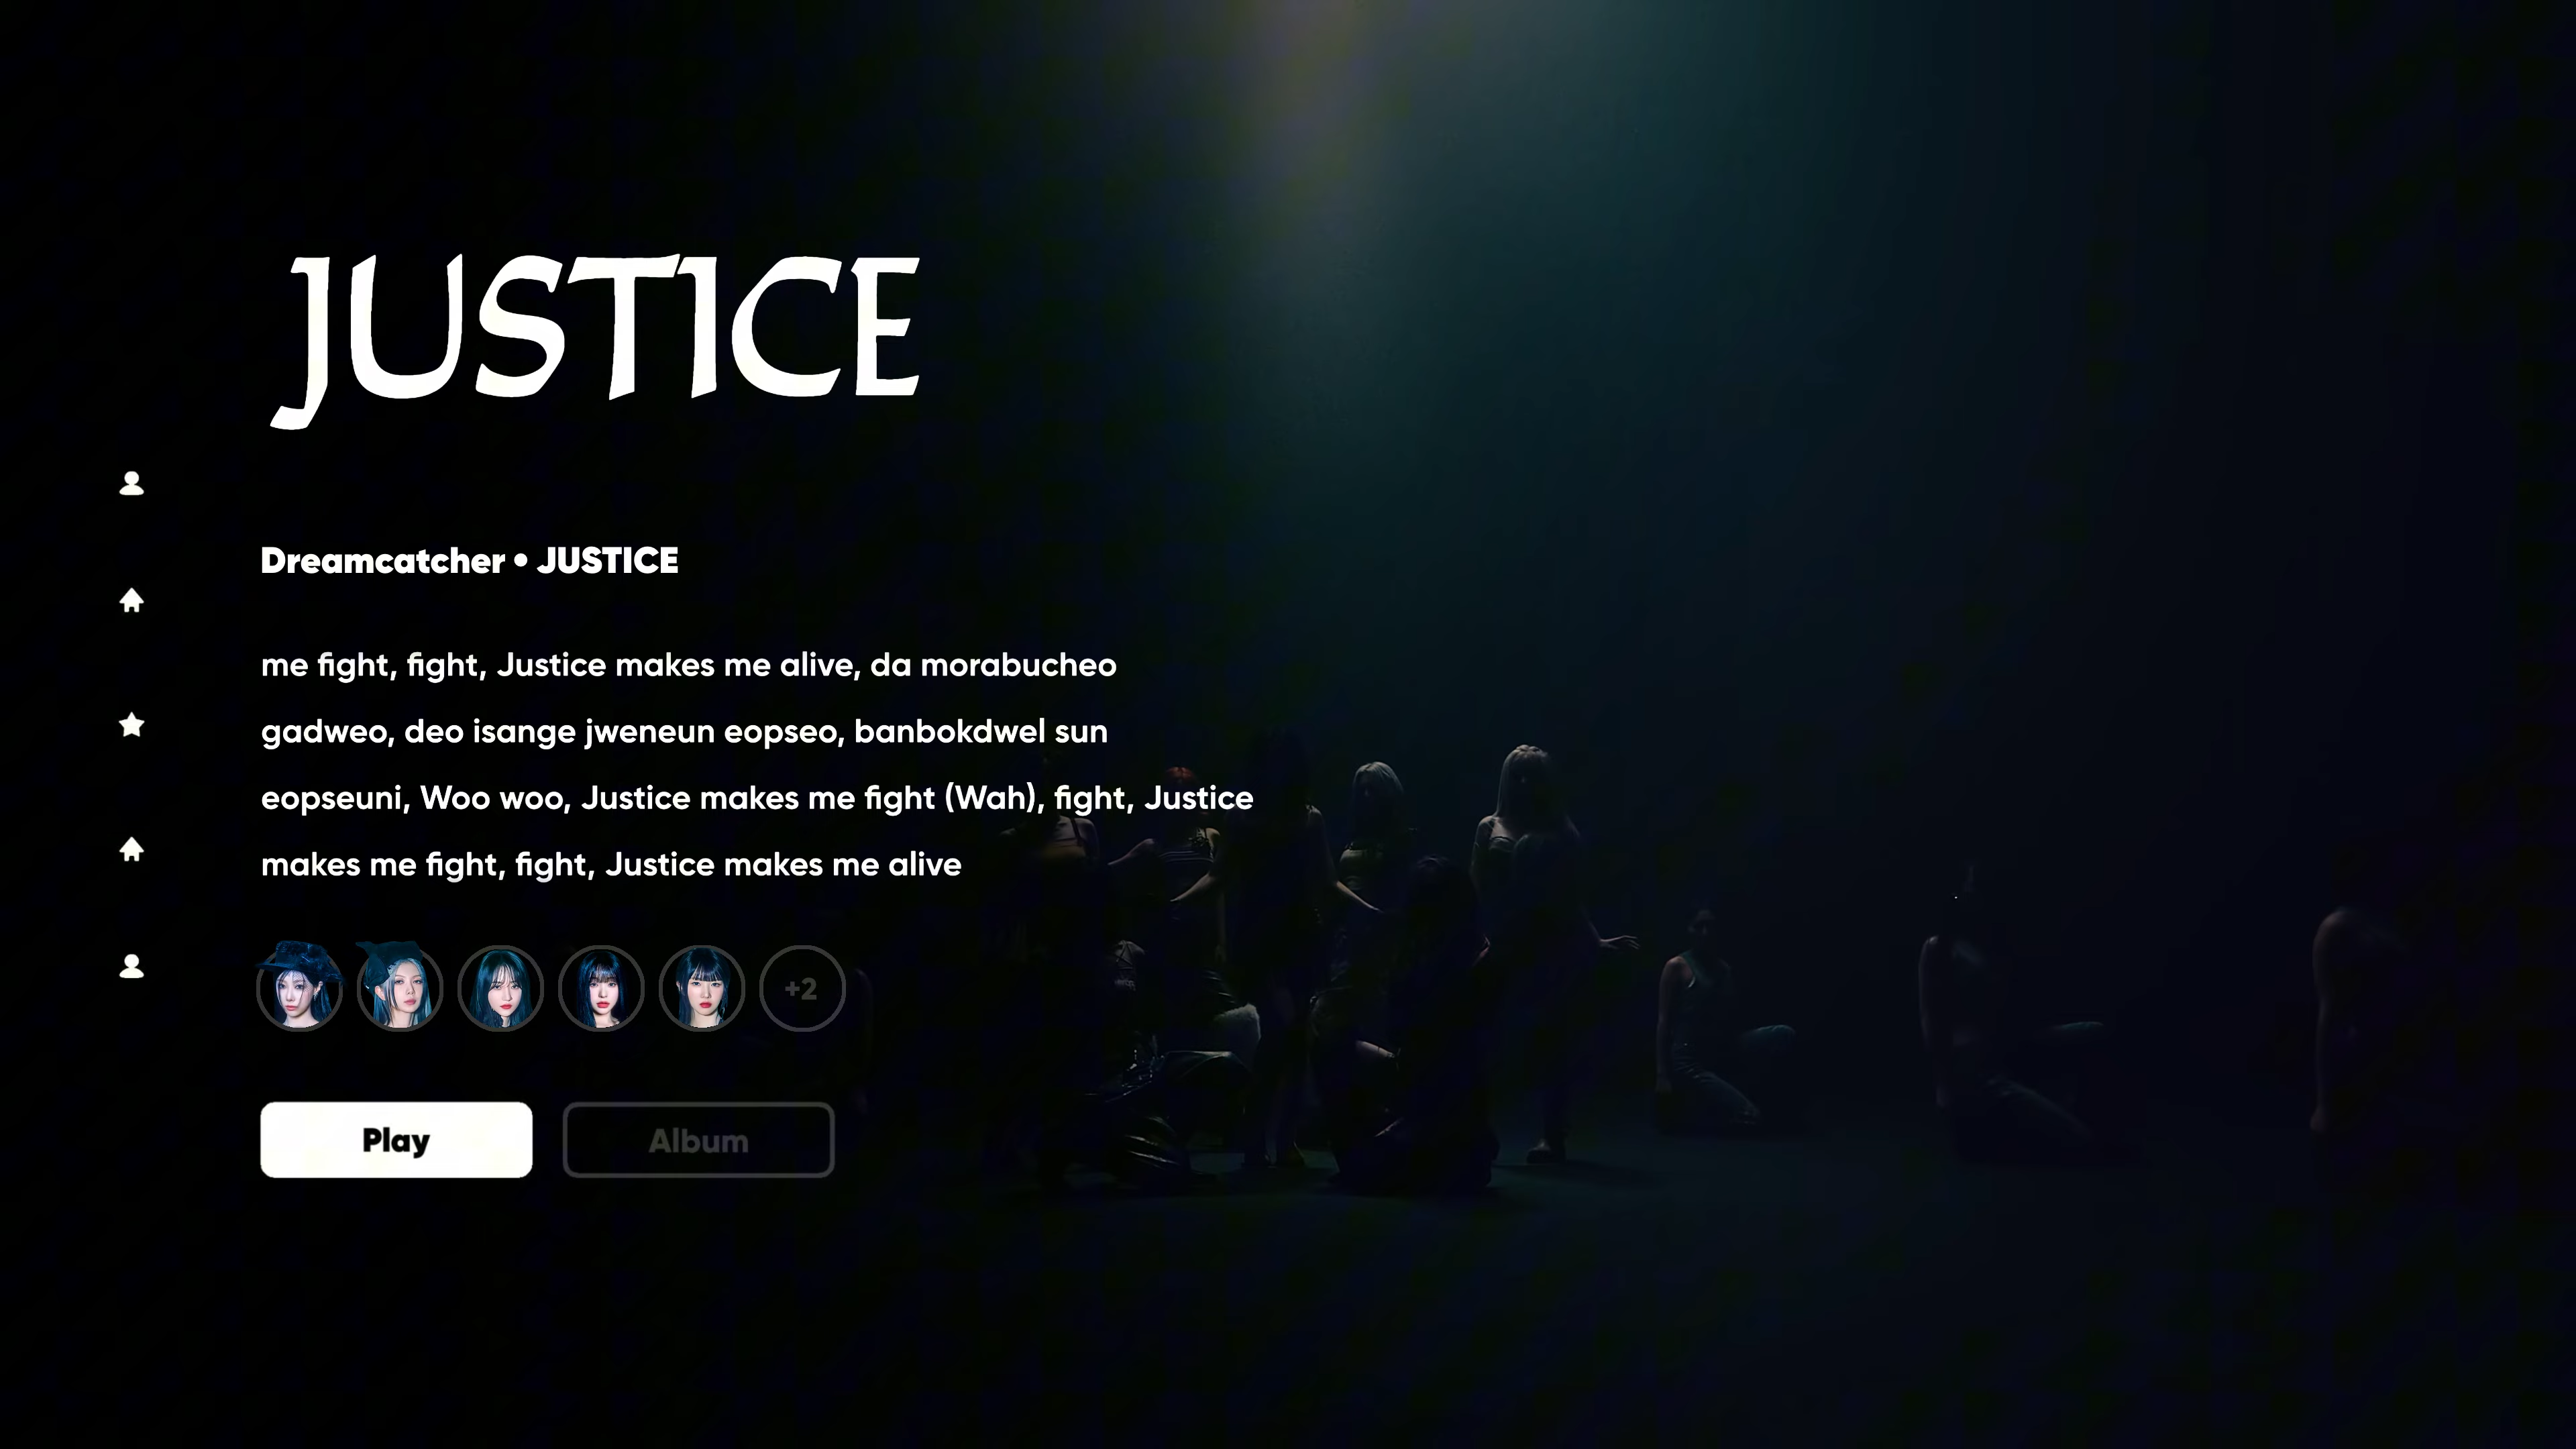 JUSTICE
Dreamcatcher • JUSTICE
me fight, fight, Justice makes me alive, da morabucheo
gadweo, deo isange jweneun eopseo, banbokdwel sun
eopseuni, Woo woo, Justice makes me fight (Wah), fight, Justice
makes me fight, fight, Justice makes me alive
+2
Play
Album